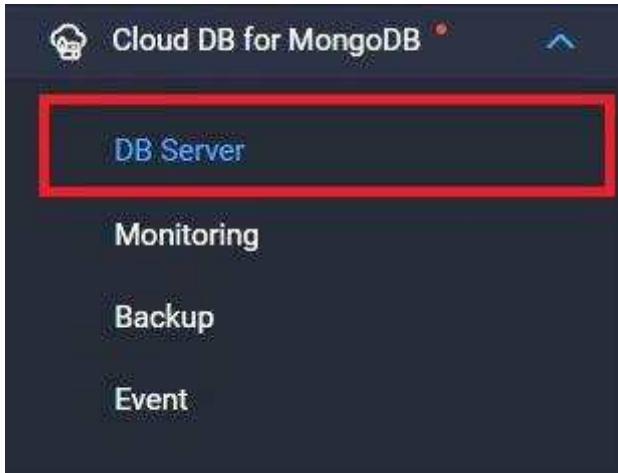 Cloud DB for MongoDB
DB Server
Monitoring
Backup
Event